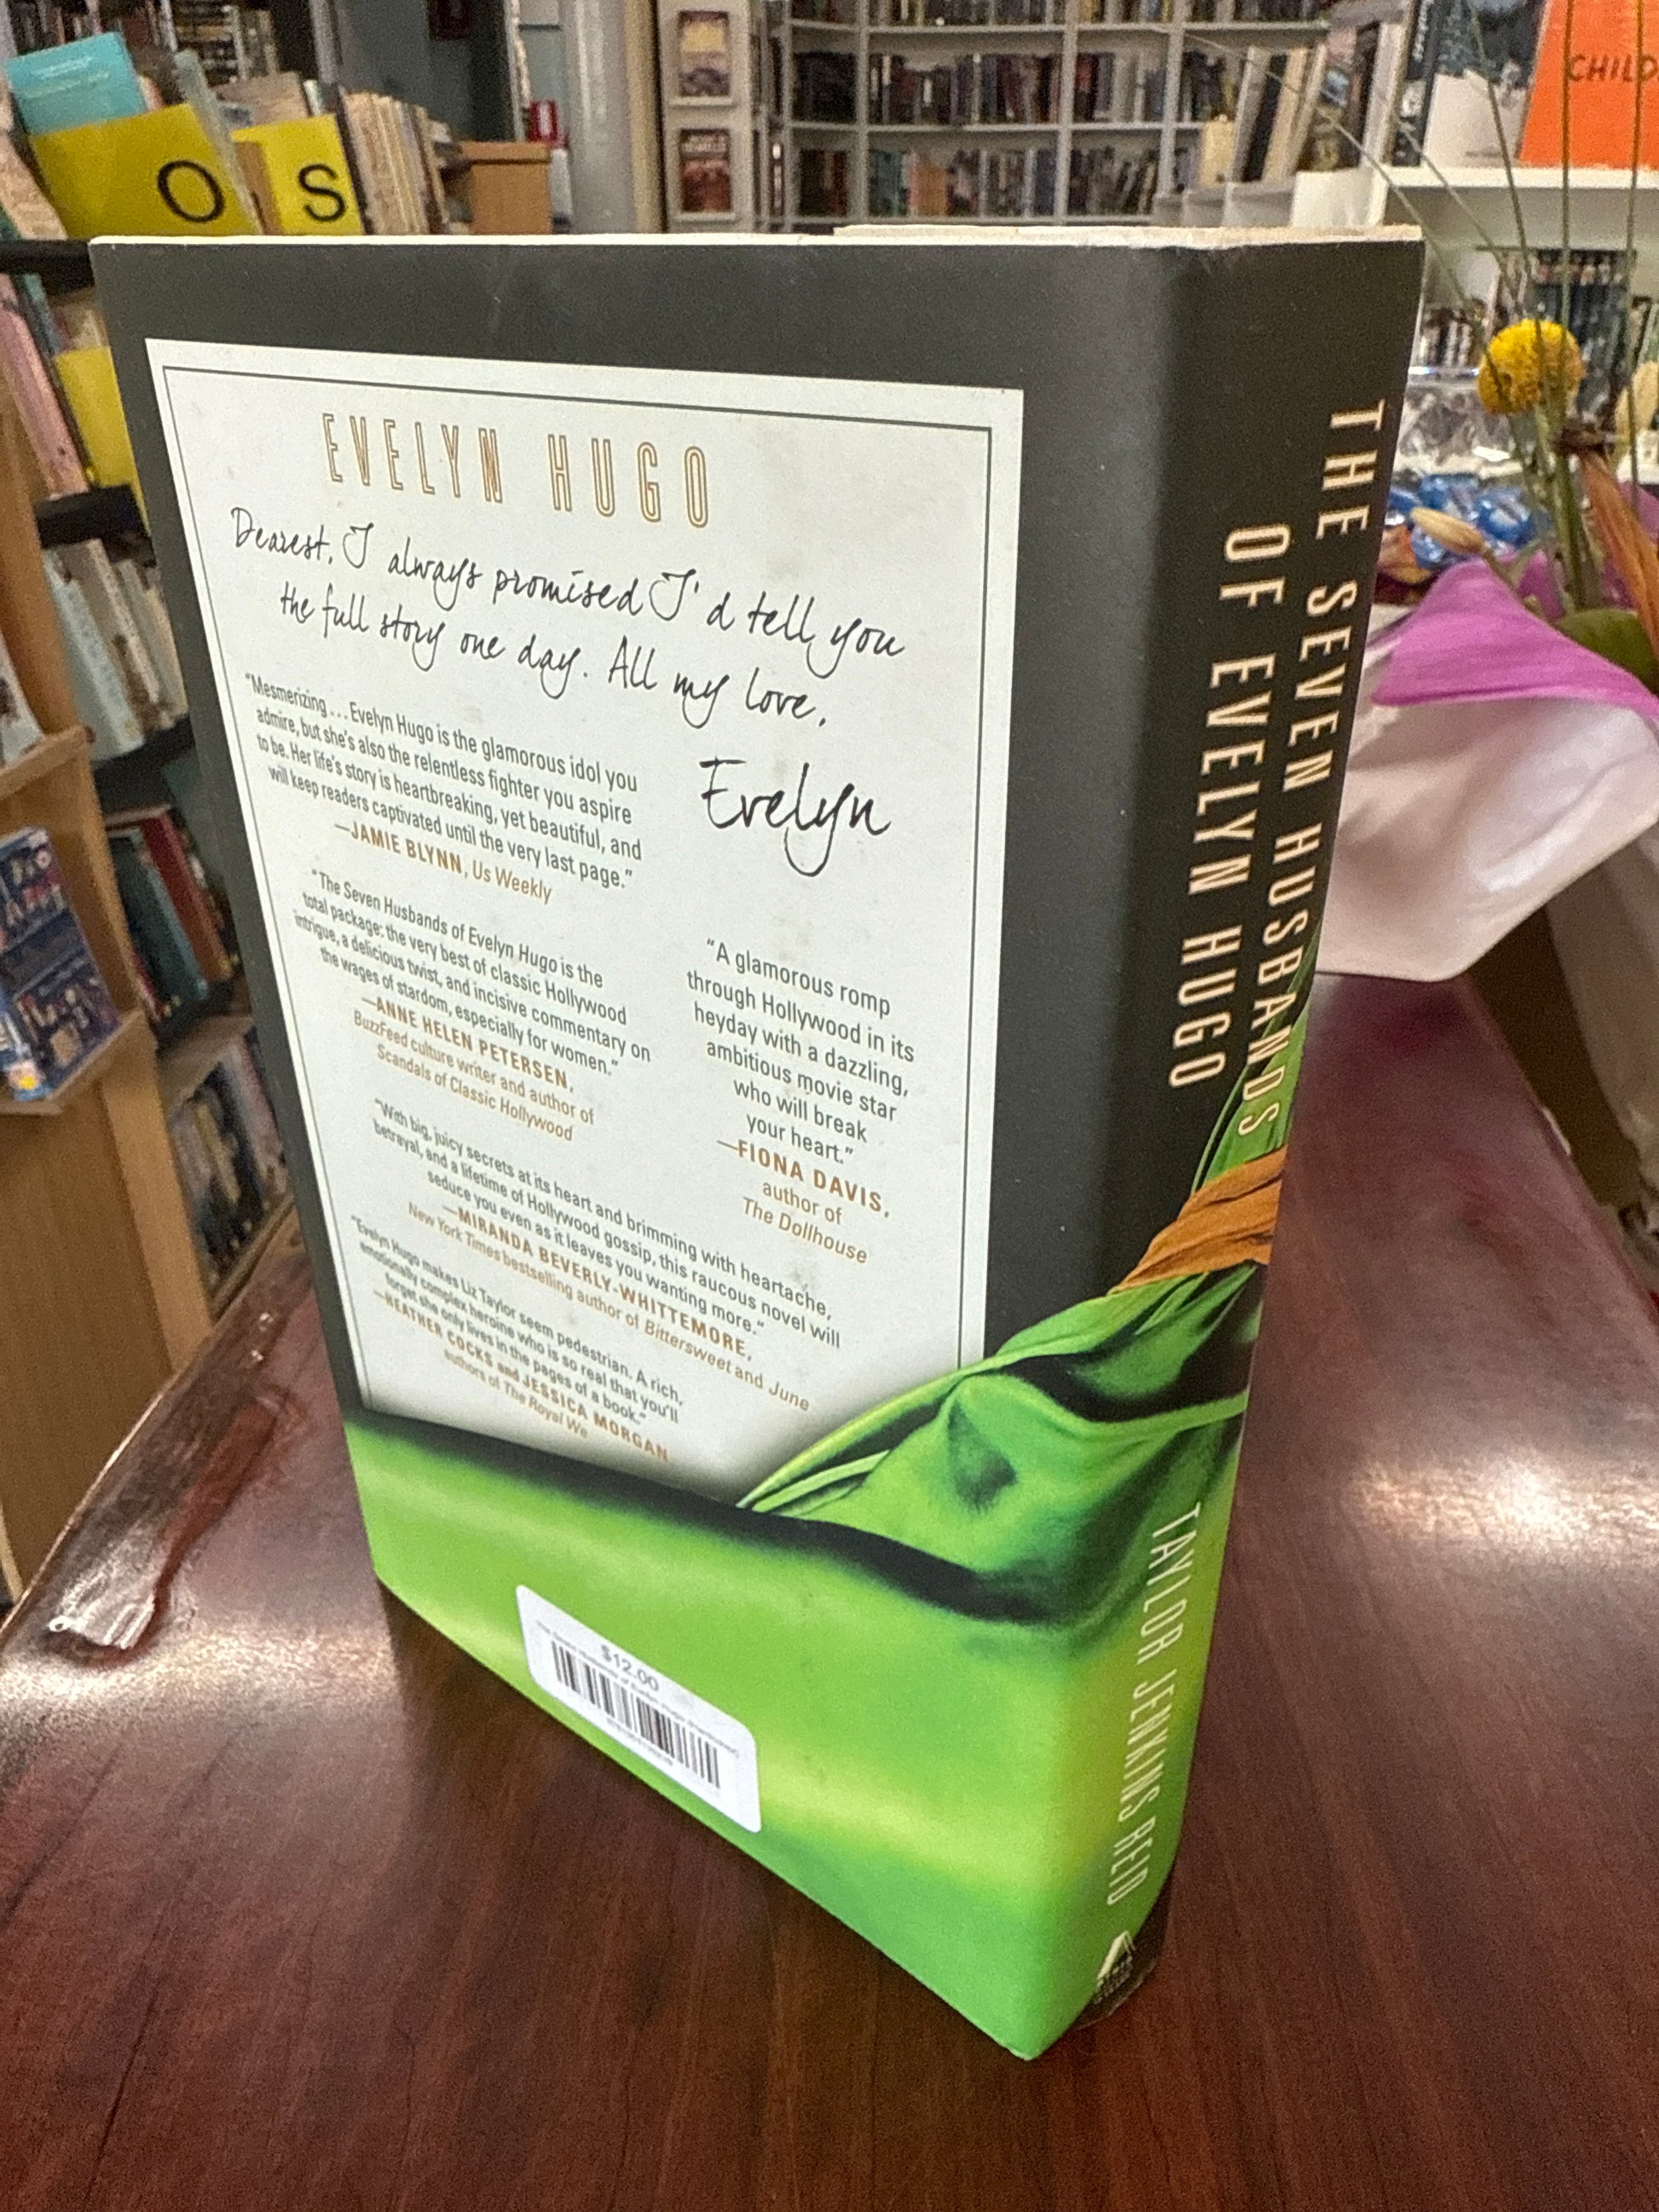 O
S
CHILD
EVELYN HUGO
Dearest, I always promised I'd tell you
the full story one day. All my love,
Evelyn
"Mesmerizing... Evelyn Hugo is the glamorous idol you
admire, but she's also the relentless fighter you aspire
to be. Her life's story is heartbreaking, yet beautiful, and
will keep readers captivated until the very last page."
—JAMIE BLYNN, Us Weekly
"The Seven Husbands of Evelyn Hugo is the
total package: the very best of classic Hollywood
intrigue, a delicious twist, and incisive commentary on
the wages of stardom, especially for women."
—ANNE HELEN PETERSEN,
BuzzFeed culture writer and author of
Scandals of Classic Hollywood
"A glamorous romp
through Hollywood in its
heyday with a dazzling,
ambitious movie star
who will break
your heart."
—FIONA DAVIS,
author of
The Dollhouse
"With big, juicy secrets at its heart and brimming with heartache,
betrayal, and a lifetime of Hollywood gossip, this raucous novel will
seduce you even as it leaves you wanting more."
—MIRANDA BEVERLY-WHITTEMORE,
New York Times bestselling author of Bittersweet and June
"Evelyn Hugo makes Liz Taylor seem pedestrian. A rich,
emotionally complex heroine who is so real that you'll
forget she only lives in the pages of a book."
—HEATHER COCKS and JESSICA MORGAN,
authors of The Royal We
$12.00
THE SEVEN HUSBANDS
OF EVELYN HUGO
TAYLOR JENKINS REID